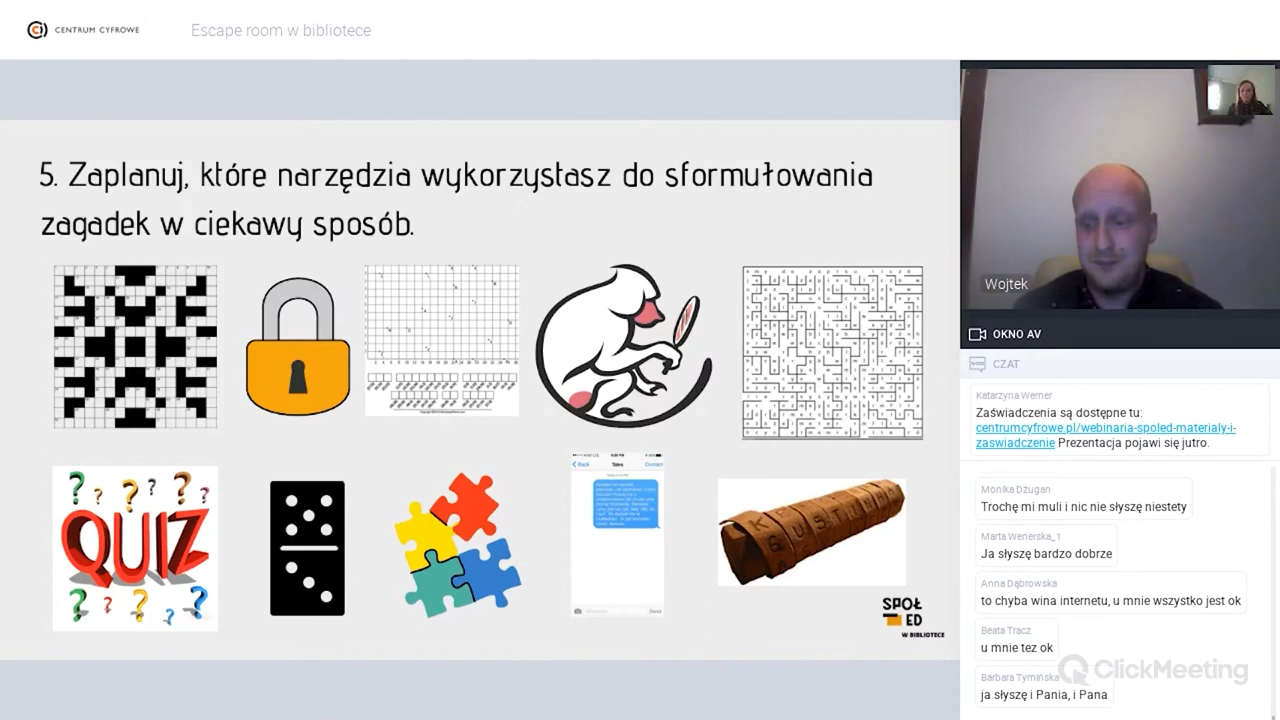 CENTRUM CYFROWE
Escape room w bibliotece
5. Zaplanuj, które narzędzia wykorzystasz do sformułowania
zagadek w ciekawy sposób.
QUIZ
Back
Contact
Send
SPOŁ
ED
W BIBLIOTECE
Wojtek
OKNO AV
CZAT
Katarzyna Werner
Zaświadczenia są dostępne tu:
centrumcyfrowe.pl/webinaria-spoled-materialy-i-
zaswiadczenie Prezentacja pojawi się jutro.
Monika Dżugan
Trochę mi muli i nic nie słyszę niestety
Marta Wenerska_1
Ja słyszę bardzo dobrze
Anna Dąbrowska
to chyba wina internetu, u mnie wszystko jest ok
Beata Tracz
u mnie tez ok
Barbara Tymińska
ja słyszę i Pania, i Pana
ClickMeeting